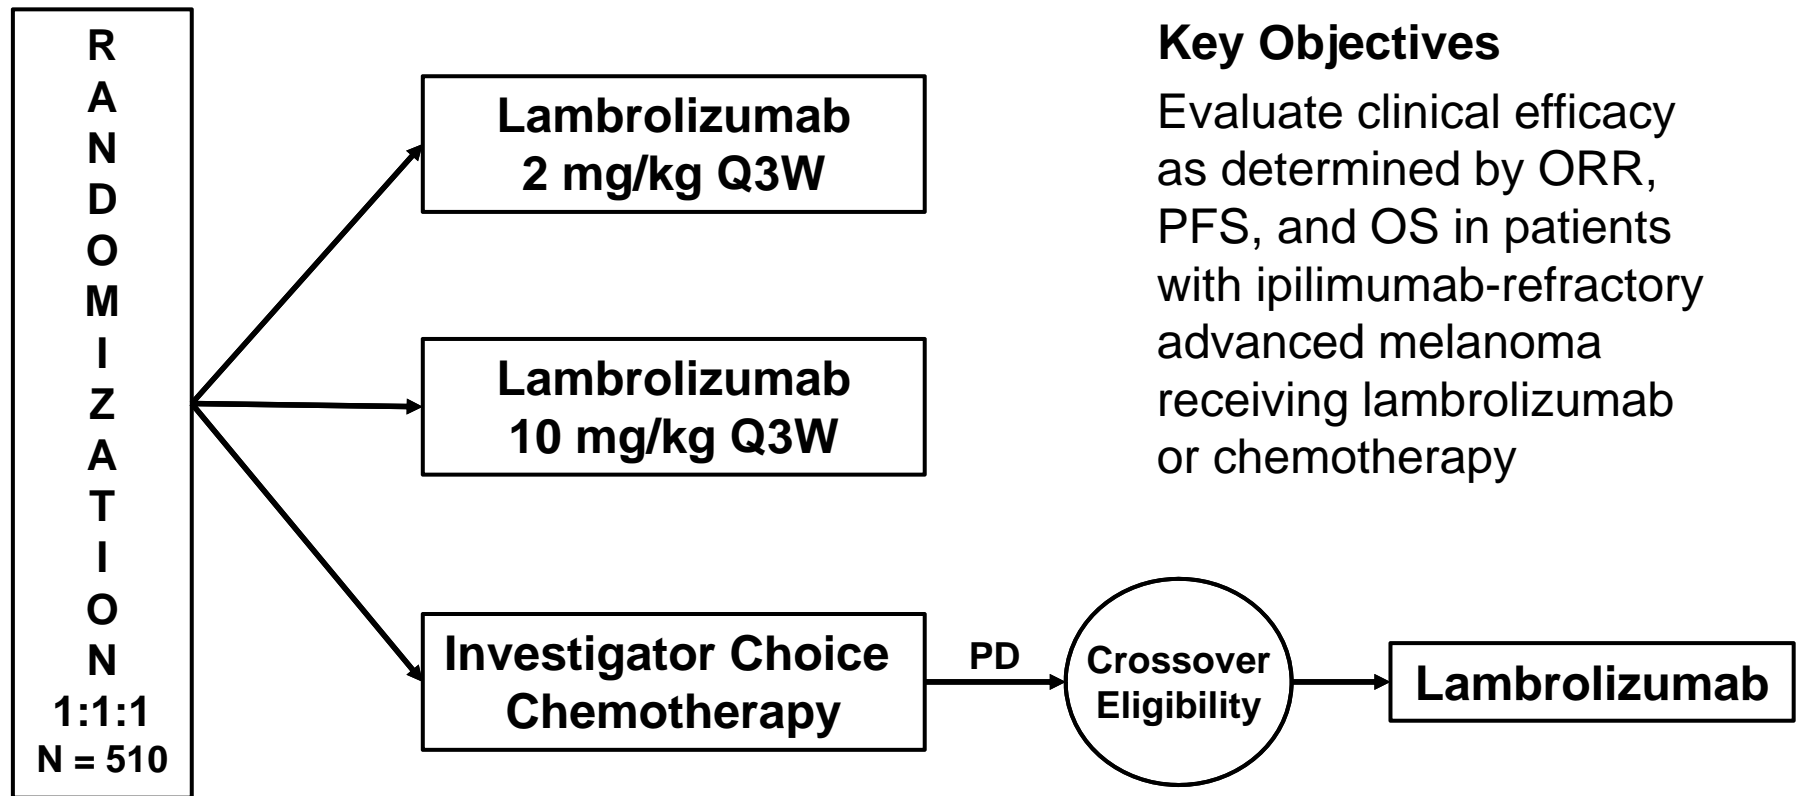 R
A
N
D
O
M
I
Z
A
T
I
O
N
1:1:1
N = 510
Lambrolizumab
2 mg/kg Q3W
Lambrolizumab
10 mg/kg Q3W
Investigator Choice
Chemotherapy
PD
Crossover
Eligibility
Lambrolizumab
Key Objectives
Evaluate clinical efficacy
as determined by ORR,
PFS, and OS in patients
with ipilimumab-refractory
advanced melanoma
receiving lambrolizumab
or chemotherapy